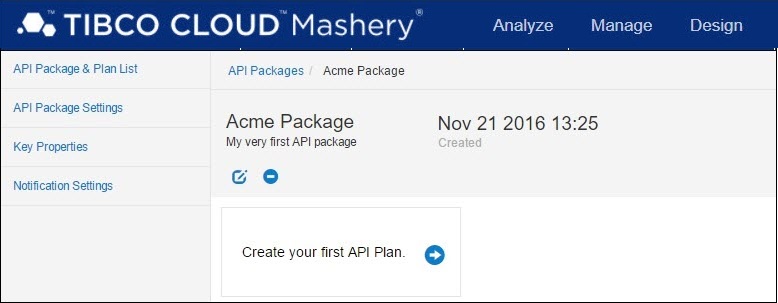 ™ TIBCO CLOUD™ Mashery®
Analyze Manage Design
API Package & Plan List
API Package Settings
Key Properties
Notification Settings
API Packages / Acme Package
Acme Package
My very first API package
Nov 21 2016 13:25
Created
Create your first API Plan.